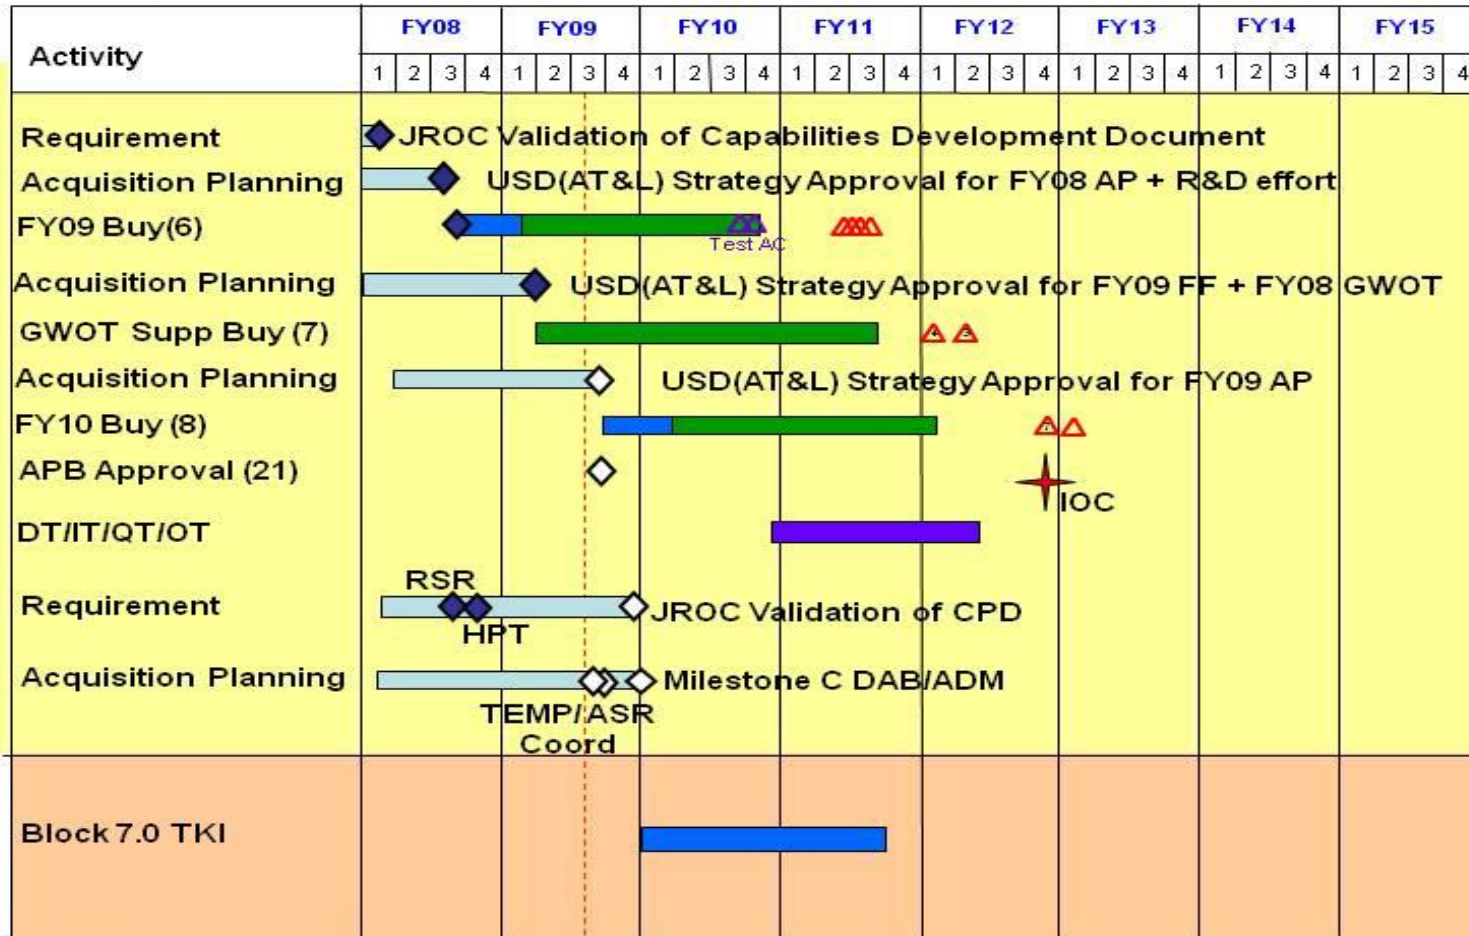 Activity
FY08 FY09 FY10 FY11 FY12 FY13 FY14 FY15
1 2 3 4 1 2 3 4 1 2 3 4 1 2 3 4 1 2 3 4 1 2 3 4 1 2 3 4 1 2 3 4
Requirement JROC Validation of Capabilities Development Document
Acquisition Planning USD(AT&L) Strategy Approval for FY08 AP + R&D effort
FY09 Buy(6)
Test AC
Acquisition Planning USD(AT&L) Strategy Approval for FY09 FF + FY08 GWOT
GWOT Supp Buy (7)
Acquisition Planning USD(AT&L) Strategy Approval for FY09 AP
FY10 Buy (8)
APB Approval (21)
IOC
DT/IT/QT/OT
RSR
Requirement JROC Validation of CPD
HPT
Acquisition Planning Milestone C DAB/ADM
TEMP/ASR
Coord
Block 7.0 TKI